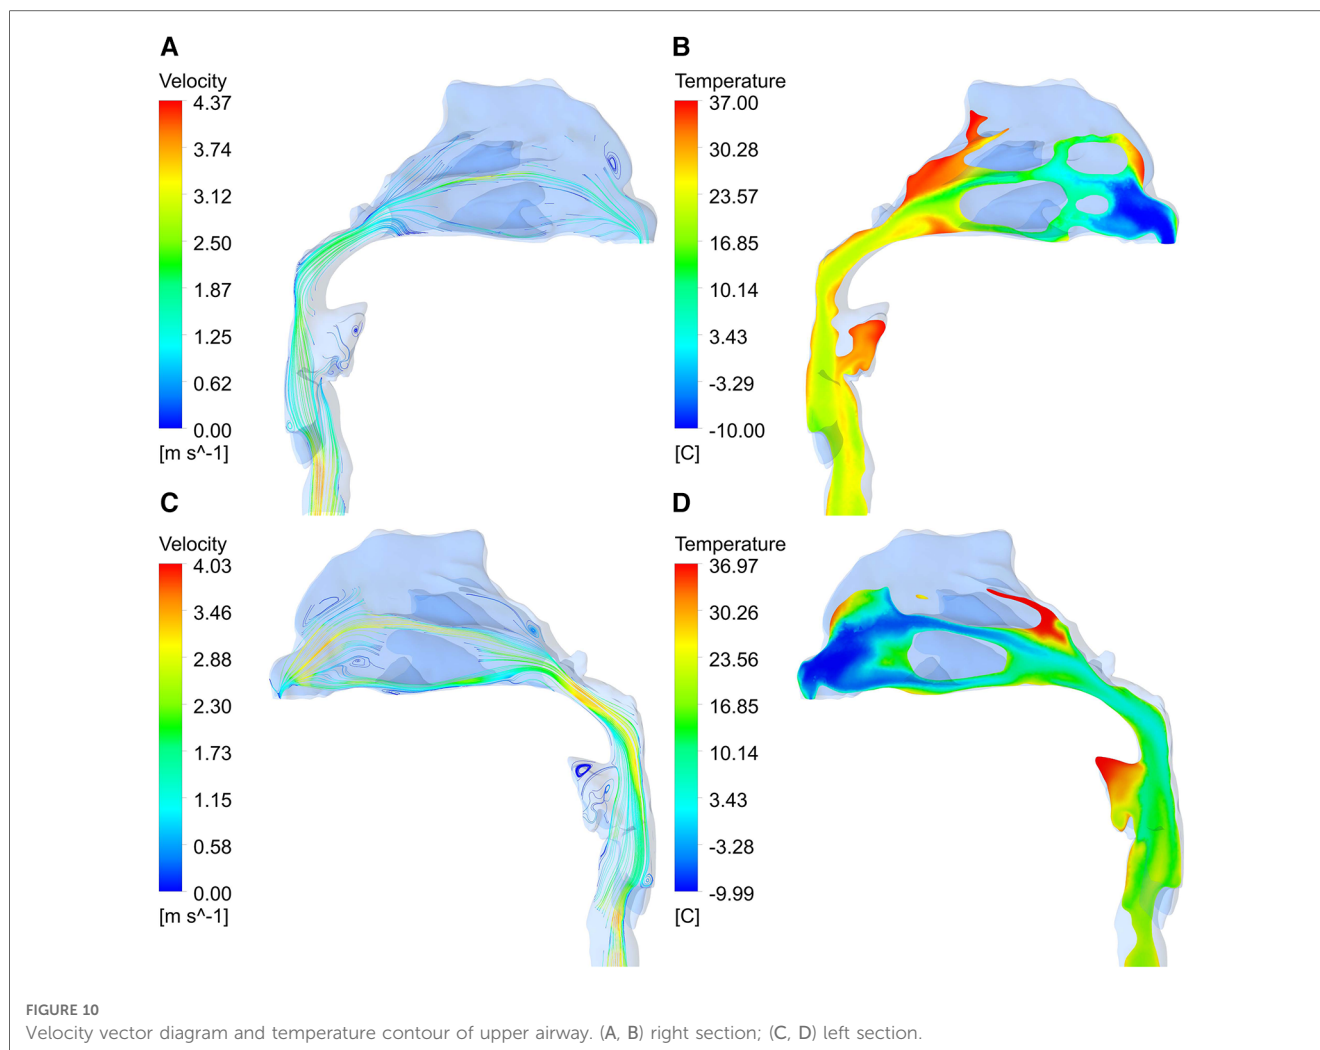 A
Velocity
4.37
3.74
3.12
2.50
1.87
1.25
0.62
0.00
[m s^-1]
B
Temperature
37.00
30.28
23.57
16.85
10.14
3.43
-3.29
-10.00
[C]
C
Velocity
4.03
3.46
2.88
2.30
1.73
1.15
0.58
0.00
[m s^-1]
D
Temperature
36.97
30.26
23.56
16.85
10.14
3.43
-3.28
-9.99
[C]
FIGURE 10
Velocity vector diagram and temperature contour of upper airway. (A, B) right section; (C, D) left section.